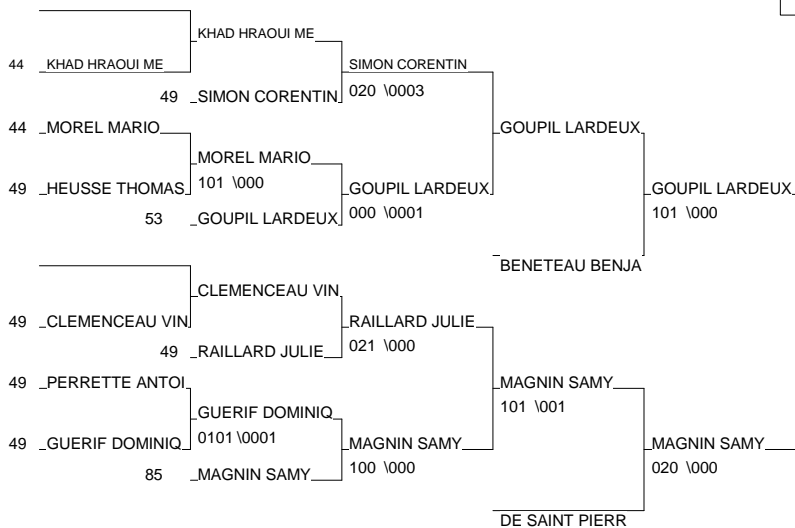 KHAD HRAOUI ME
44 KHAD HRAOUI ME SIMON CORENTIN
49 SIMON CORENTIN 020 \0003
44 MOREL MARIO GOUPIL LARDEUX
MOREL MARIO
101 \000
49 HEUSSE THOMAS GOUPIL LARDEUX GOUPIL LARDEUX
53 GOUPIL LARDEUX 000 \0001 101 \000
BENETEAU BENJA
CLEMENCEAU VIN
49 CLEMENCEAU VIN RAILLARD JULIE
49 RAILLARD JULIE 021 \000
49 PERRETTE ANTOI MAGNIN SAMY
101 \001
GUERIF DOMINIQ
0101 \0001
49 GUERIF DOMINIQ MAGNIN SAMY MAGNIN SAMY
85 MAGNIN SAMY 100 \000 020 \000
DE SAINT PIERR